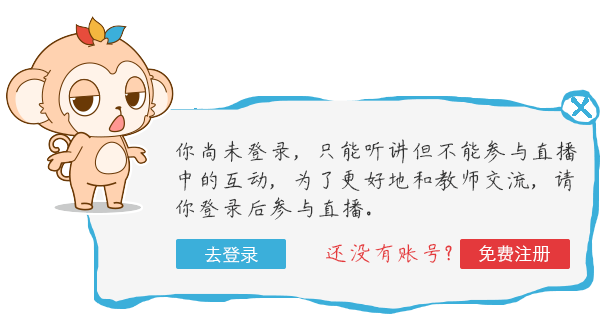 你尚未登录，只能听讲但不能参与直播
中的互动，为了更好地和教师交流，请
你登录后参与直播。
去登录 还没有账号? 免费注册